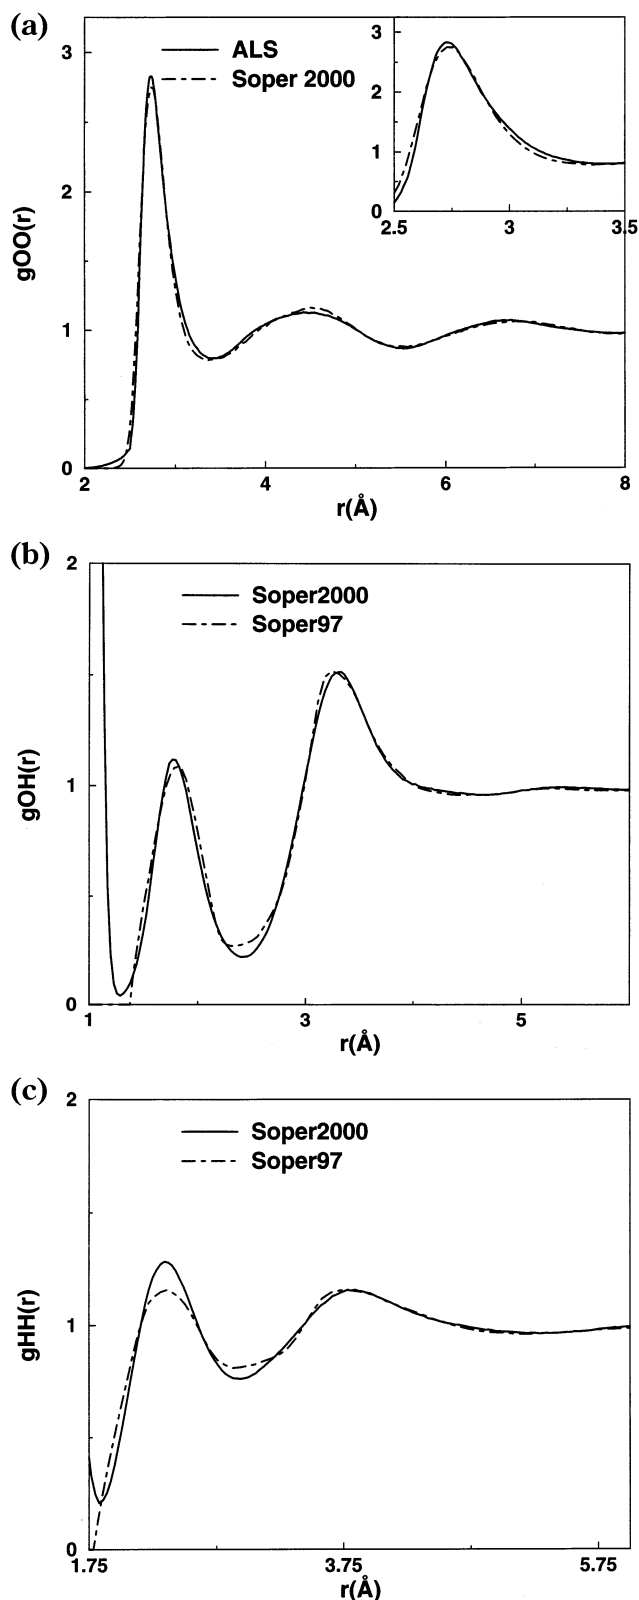 (a)
ALS
Soper 2000
gOO(r)
3
2
1
0
2
4
6
8
r(Å)
3
2
1
0
2.5
3
3.5
(b)
Soper2000
Soper97
gOH(r)
2
1
0
1
3
5
r(Å)
(c)
Soper2000
Soper97
gHH(r)
2
1
0
1.75
3.75
5.75
r(Å)